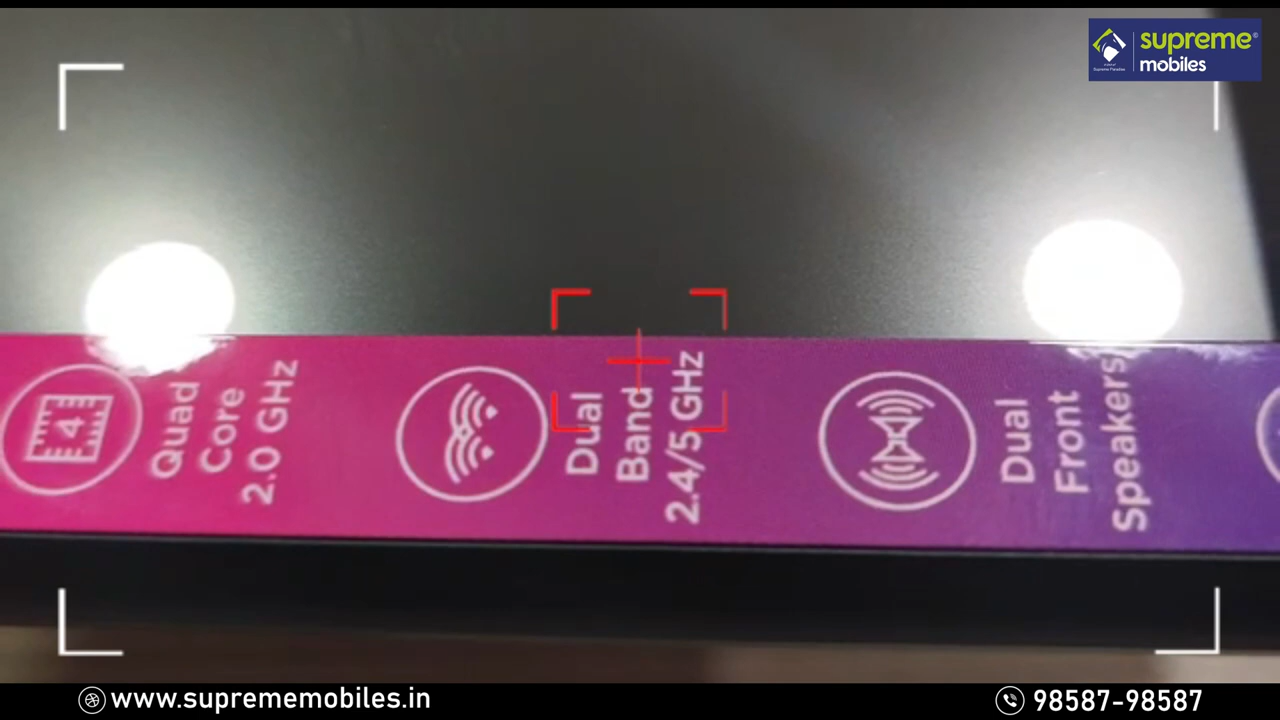 supreme®
mobiles
4
Quad
Core
2.0 GHz
Dual
Band
2.4/5 GHz
Dual
Front
Speakers
www.suprememobiles.in
98587-98587